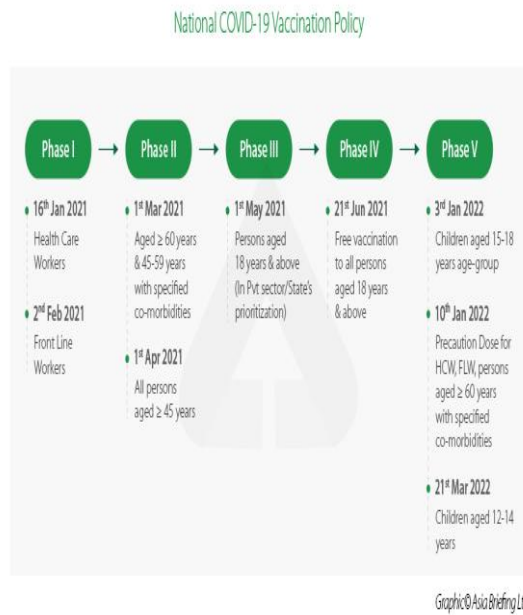 National COVID-19 Vaccination Policy
Phase I
Phase II
Phase III
Phase IV
Phase V
16th Jan 2021
Health Care
Workers
2nd Feb 2021
Front Line
Workers
1st Mar 2021
Aged ≥ 60 years
& 45-59 years
with specified
co-morbidities
1st Apr 2021
All persons
aged ≥ 45 years
1st May 2021
Persons aged
18 years & above
(In Pvt sector/State's
prioritization)
21st Jun 2021
Free vaccination
to all persons
aged 18 years
& above
3rd Jan 2022
Children aged 15-18
years age-group
10th Jan 2022
Precaution Dose for
HCW, FLW, persons
aged ≥ 60 years
with specified
co-morbidities
21st Mar 2022
Children aged 12-14
years
Graphic© Asia Briefing Lt